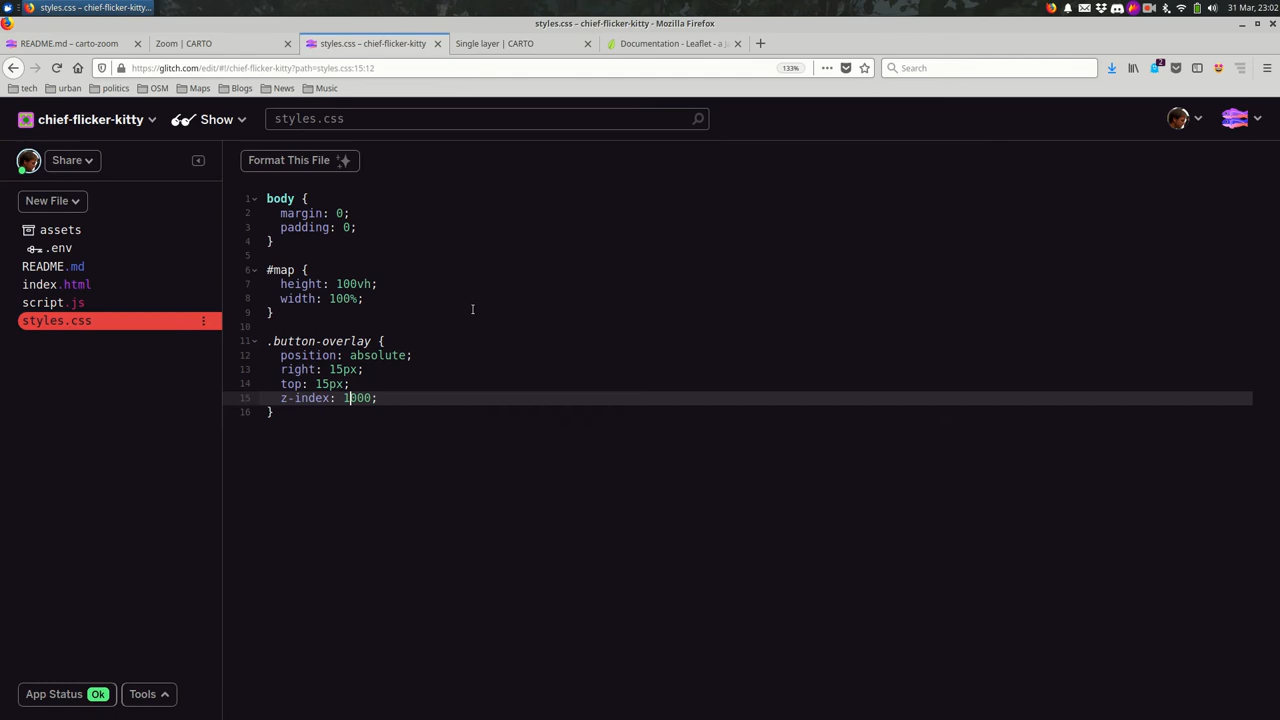 styles.css – chief-flicker-kitty...
31 Mar, 23:02
styles.css – chief-flicker-kitty – Mozilla Firefox
README.md – carto-zoom
Zoom | CARTO
styles.css – chief-flicker-kitty
Single layer | CARTO
Documentation - Leaflet - a j
https://glitch.com/edit/#!/chief-flicker-kitty?path=styles.css:15:12
133%
Search
2
tech
urban
politics
OSM
Maps
Blogs
News
Music
chief-flicker-kitty
Show
styles.css
Share
Format This File
New File
assets
.env
README.md
index.html
script.js
styles.css
1 body {
2 margin: 0;
3 padding: 0;
4 }
5
6 #map {
7 height: 100vh;
8 width: 100%;
9 }
10
11 .button-overlay {
12 position: absolute;
13 right: 15px;
14 top: 15px;
15 z-index: 1000;
16 }
App Status Ok
Tools